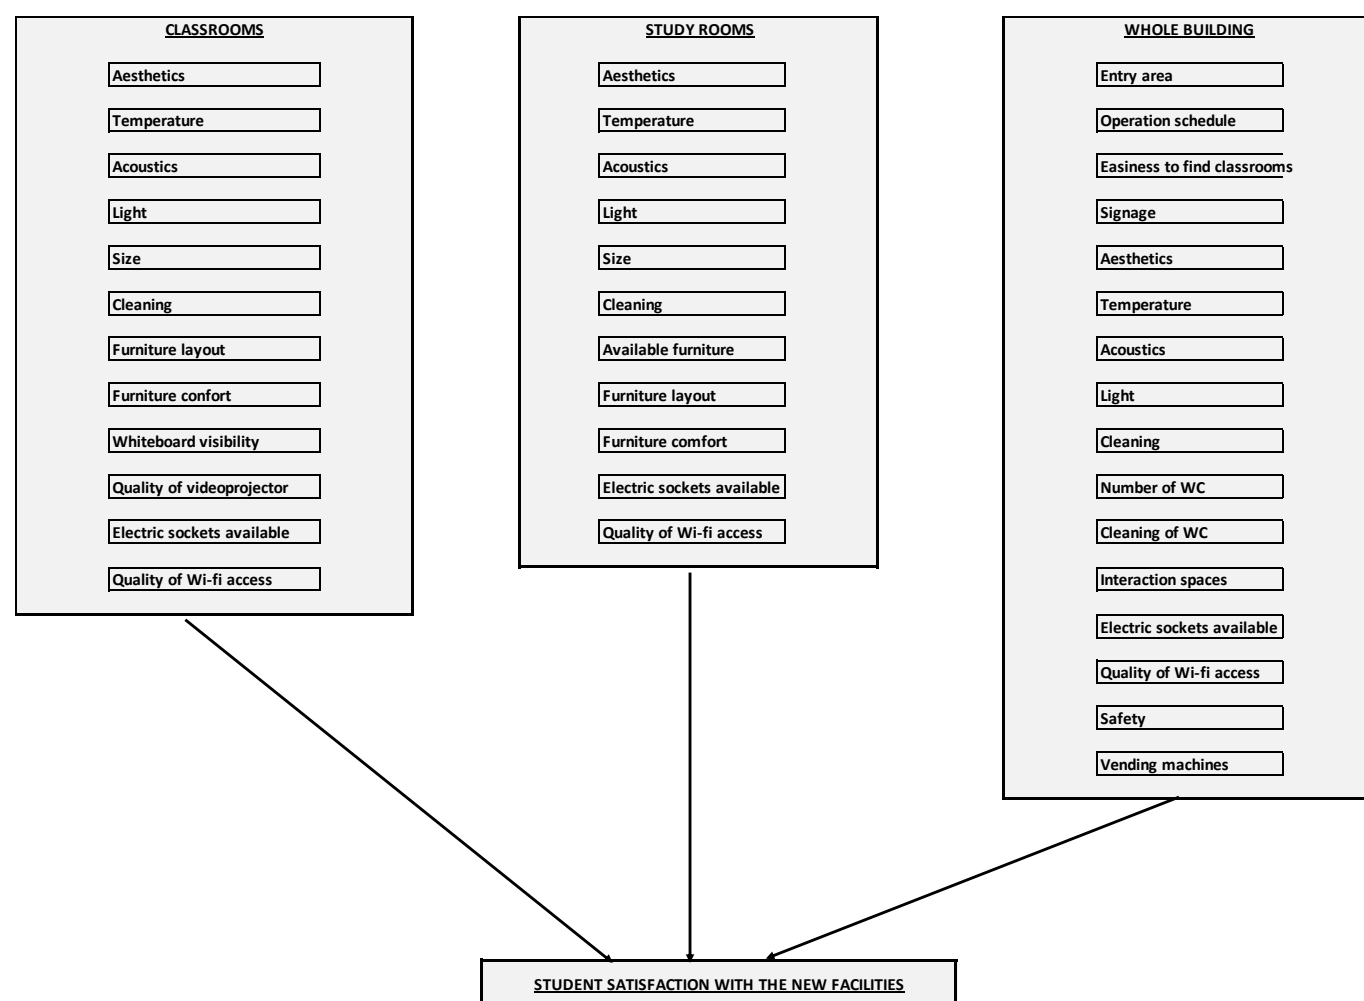 CLASSROOMS
Aesthetics
Temperature
Acoustics
Light
Size
Cleaning
Furniture layout
Furniture confort
Whiteboard visibility
Quality of videoprojector
Electric sockets available
Quality of Wi-fi access
STUDY ROOMS
Aesthetics
Temperature
Acoustics
Light
Size
Cleaning
Available furniture
Furniture layout
Furniture comfort
Electric sockets available
Quality of Wi-fi access
WHOLE BUILDING
Entry area
Operation schedule
Easiness to find classrooms
Signage
Aesthetics
Temperature
Acoustics
Light
Cleaning
Number of WC
Cleaning of WC
Interaction spaces
Electric sockets available
Quality of Wi-fi access
Safety
Vending machines
STUDENT SATISFACTION WITH THE NEW FACILITIES